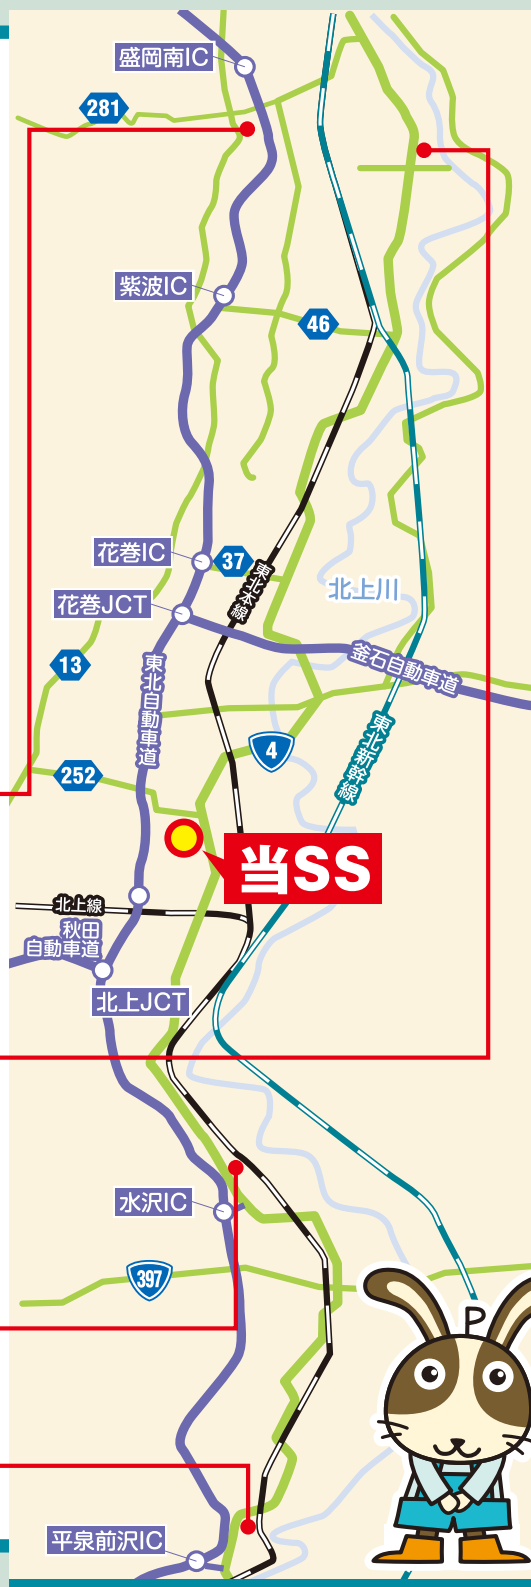 盛岡南IC
281
紫波IC
46
花巻IC
37
東北本線
花巻JCT
北上川
13
東北自動車道
釜石自動車道
4
東北新幹線
252
当SS
北上線
秋田
自動車道
北上JCT
水沢IC
397
P
平泉前沢IC